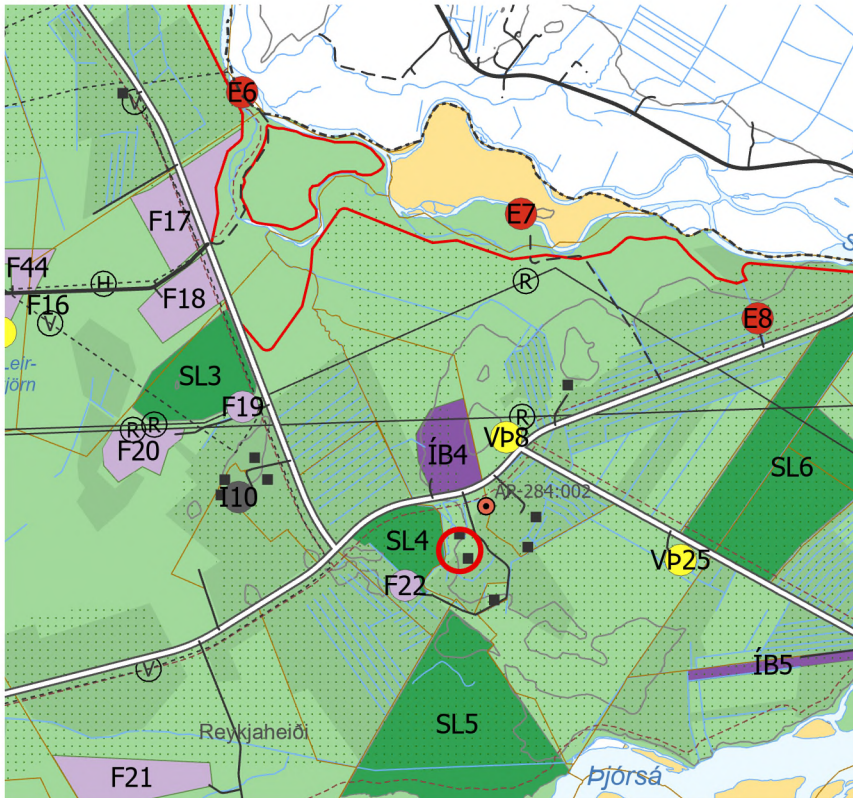 E6
F17
E7
F44
H
R
F16
F18
V
E8
Leir-
tjörn
SL3
F19
R
R
R
F20
VÞ8
ÍB4
SL6
I10
ÁR-284:002
SL4
VÞ25
F22
ÍB5
V
Reykjaheiði
SL5
F21
Þjórsá
V